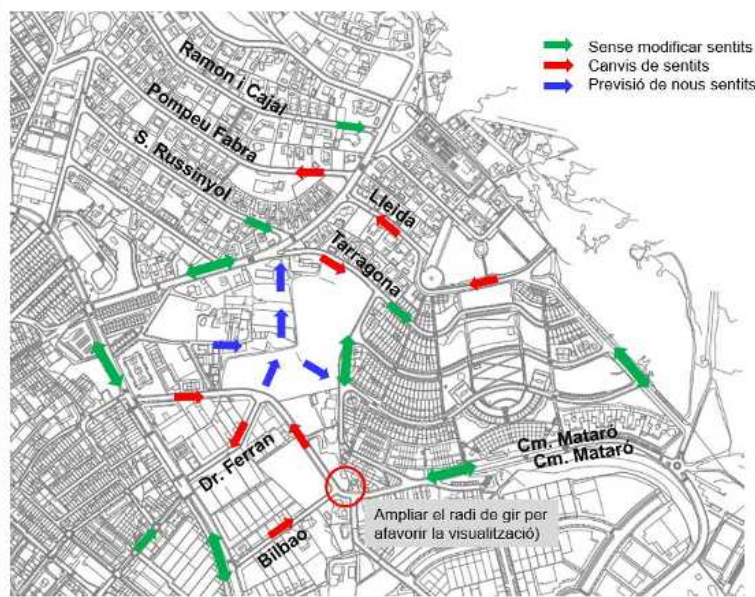 Sense modificar sentits
Canvis de sentits
Previsió de nous sentits
Ramon i Cajal
Pompeu Fabra
S. Russinyol
Lleida
Tarragona
Cm. Mataró
Cm. Mataró
Dr. Ferran
Bilbao
Ampliar el radi de gir per
afavorir la visualització)